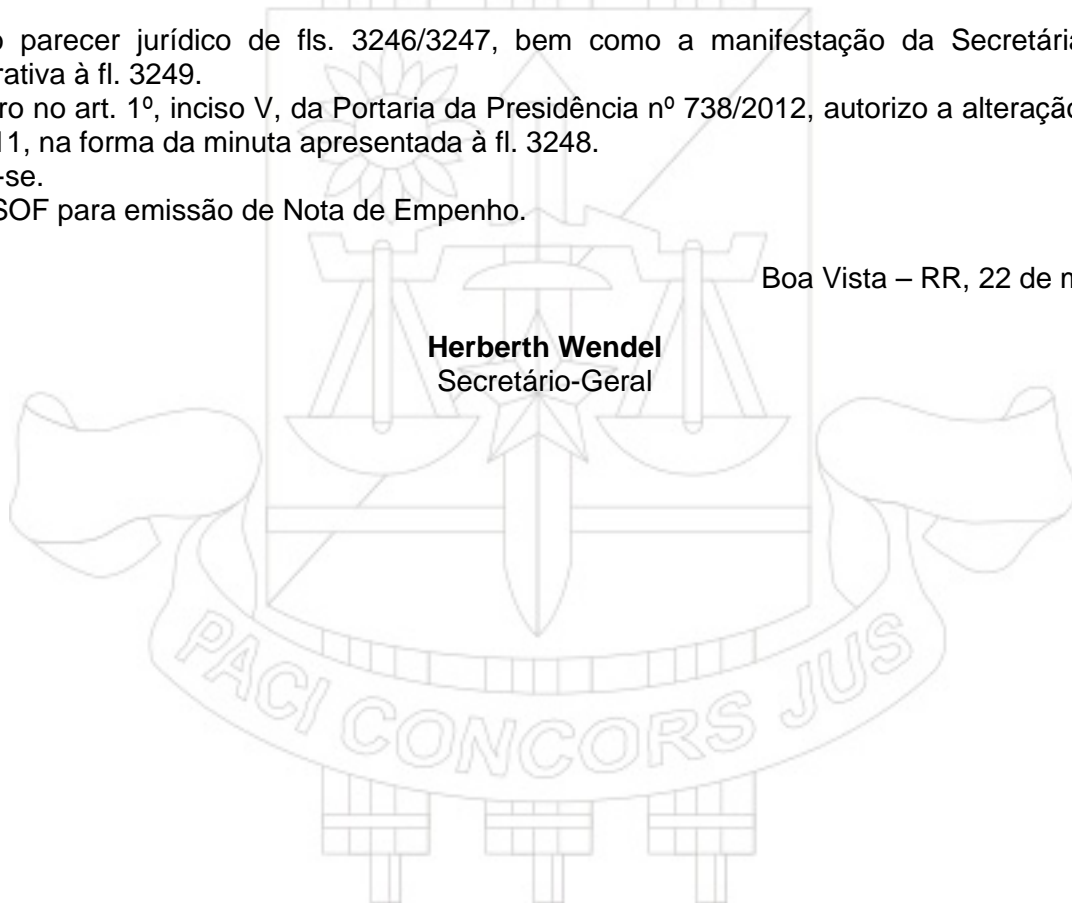 o parecer jurídico de fls. 3246/3247, bem como a manifestação da Secretária
rativa à fl. 3249.
ro no art. 1º, inciso V, da Portaria da Presidência nº 738/2012, autorizo a alteração
11, na forma da minuta apresentada à fl. 3248.
-se.
SOF para emissão de Nota de Empenho.
Boa Vista – RR, 22 de m
Herberth Wendel
Secretário-Geral
PACI CONCORS JUS